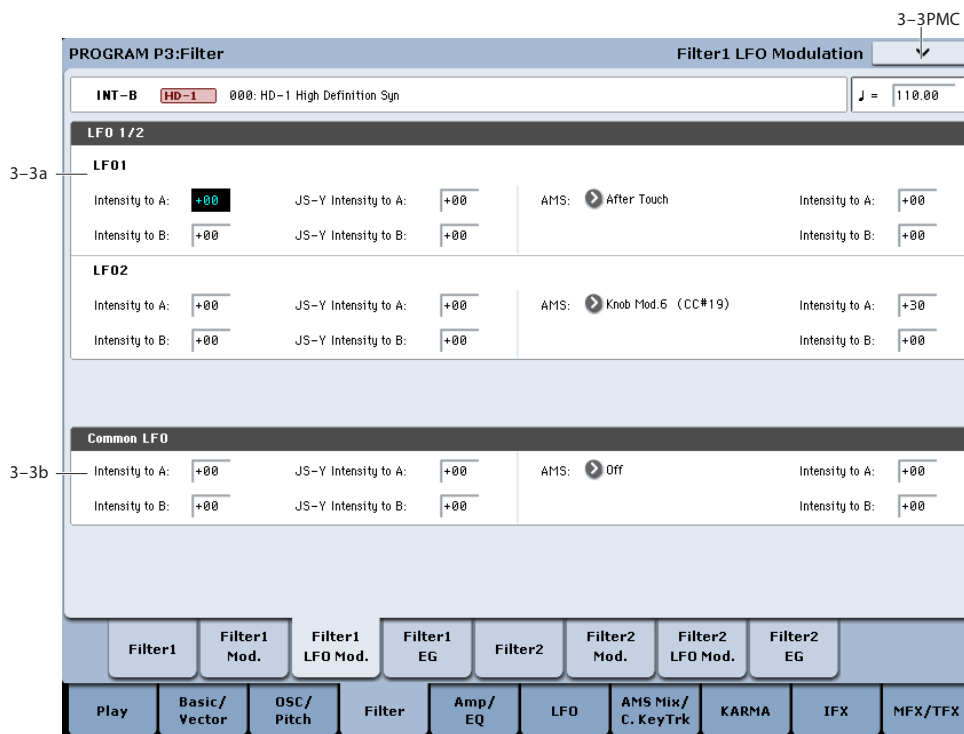 3–3PMC
PROGRAM P3:Filter Filter1 LFO Modulation
INT–B HD–1 000: HD–1 High Definition Syn ♩ = 110.00
LFO 1/2
3–3a
LFO1
Intensity to A: +00 JS–Y Intensity to A: +00 AMS: After Touch Intensity to A: +00
Intensity to B: +00 JS–Y Intensity to B: +00 Intensity to B: +00
LFO2
Intensity to A: +00 JS–Y Intensity to A: +00 AMS: Knob Mod.6 (CC#19) Intensity to A: +30
Intensity to B: +00 JS–Y Intensity to B: +00 Intensity to B: +00
Common LFO
3–3b
Intensity to A: +00 JS–Y Intensity to A: +00 AMS: Off Intensity to A: +00
Intensity to B: +00 JS–Y Intensity to B: +00 Intensity to B: +00
Filter1
Filter1
Mod.
Filter1
LFO Mod.
Filter1
EG
Filter2
Filter2
Mod.
Filter2
LFO Mod.
Filter2
EG
Play
Basic/
Vector
OSC/
Pitch
Filter
Amp/
EQ
LFO
AMS Mix/
C. KeyTrk
KARMA
IFX
MFX/TFX